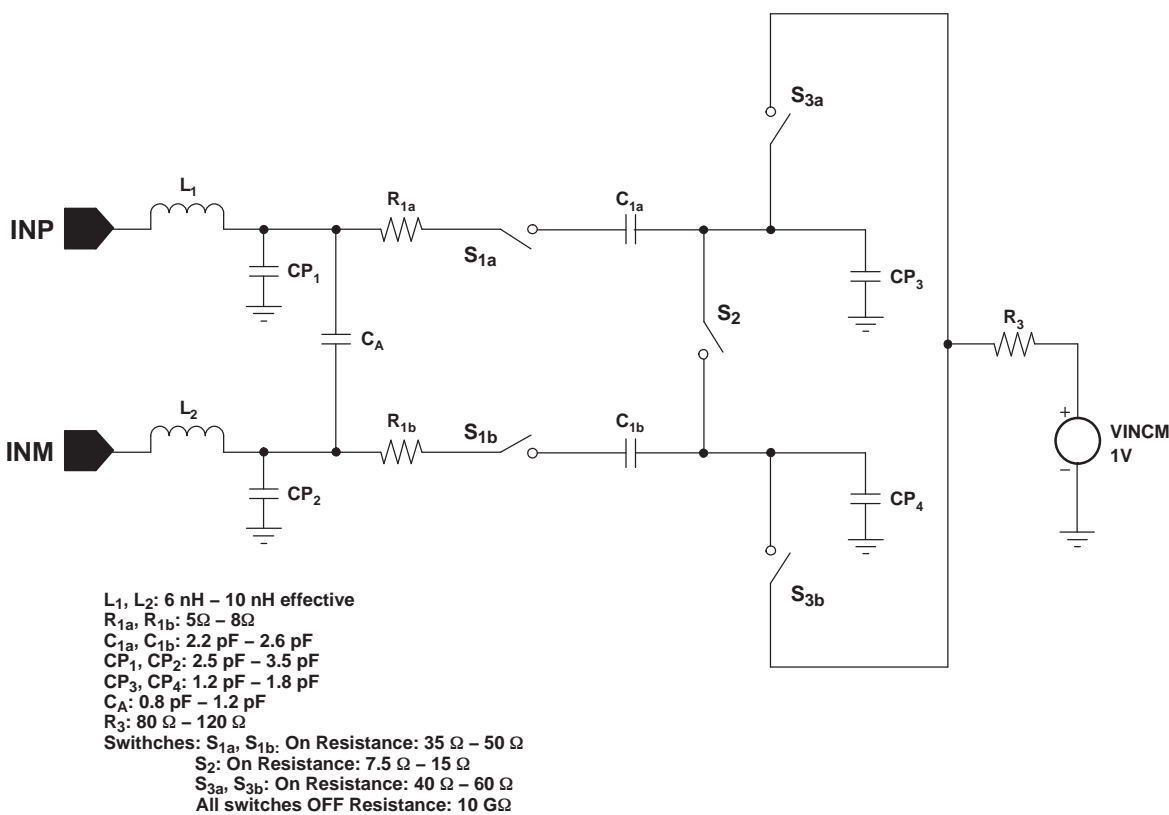 S3a
L1
R1a
C1a
INP
S1a
CP1
CP3
S2
R3
CA
L2
R1b
S1b
C1b
+
VINCM
1V
–
INM
CP2
CP4
S3b
L1, L2: 6 nH – 10 nH effective
R1a, R1b: 5Ω – 8Ω
C1a, C1b: 2.2 pF – 2.6 pF
CP1, CP2: 2.5 pF – 3.5 pF
CP3, CP4: 1.2 pF – 1.8 pF
CA: 0.8 pF – 1.2 pF
R3: 80 Ω – 120 Ω
Swithches: S1a, S1b: On Resistance: 35 Ω – 50 Ω
S2: On Resistance: 7.5 Ω – 15 Ω
S3a, S3b: On Resistance: 40 Ω – 60 Ω
All switches OFF Resistance: 10 GΩ